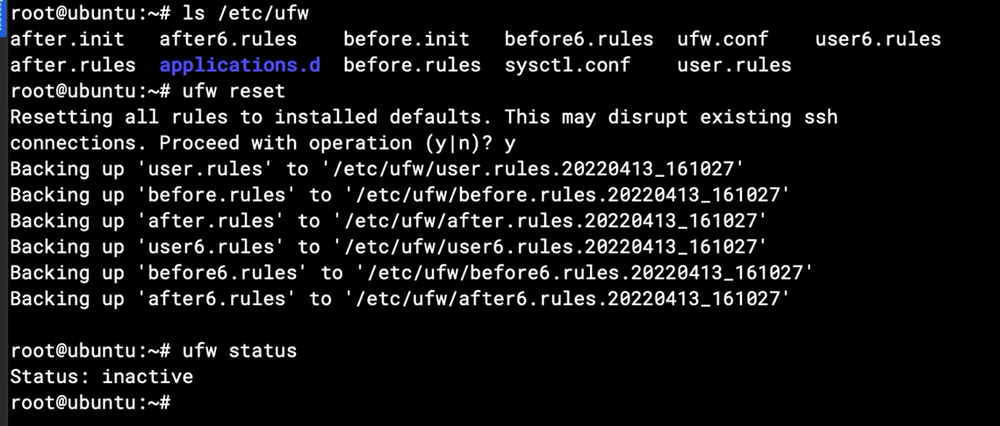 root@ubuntu:~# ls /etc/ufw
after.init   after6.rules    before.init   before6.rules  ufw.conf    user6.rules
after.rules  applications.d  before.rules  sysctl.conf    user.rules
root@ubuntu:~# ufw reset
Resetting all rules to installed defaults. This may disrupt existing ssh
connections. Proceed with operation (y|n)? y
Backing up 'user.rules' to '/etc/ufw/user.rules.20220413_161027'
Backing up 'before.rules' to '/etc/ufw/before.rules.20220413_161027'
Backing up 'after.rules' to '/etc/ufw/after.rules.20220413_161027'
Backing up 'user6.rules' to '/etc/ufw/user6.rules.20220413_161027'
Backing up 'before6.rules' to '/etc/ufw/before6.rules.20220413_161027'
Backing up 'after6.rules' to '/etc/ufw/after6.rules.20220413_161027'

root@ubuntu:~# ufw status
Status: inactive
root@ubuntu:~#